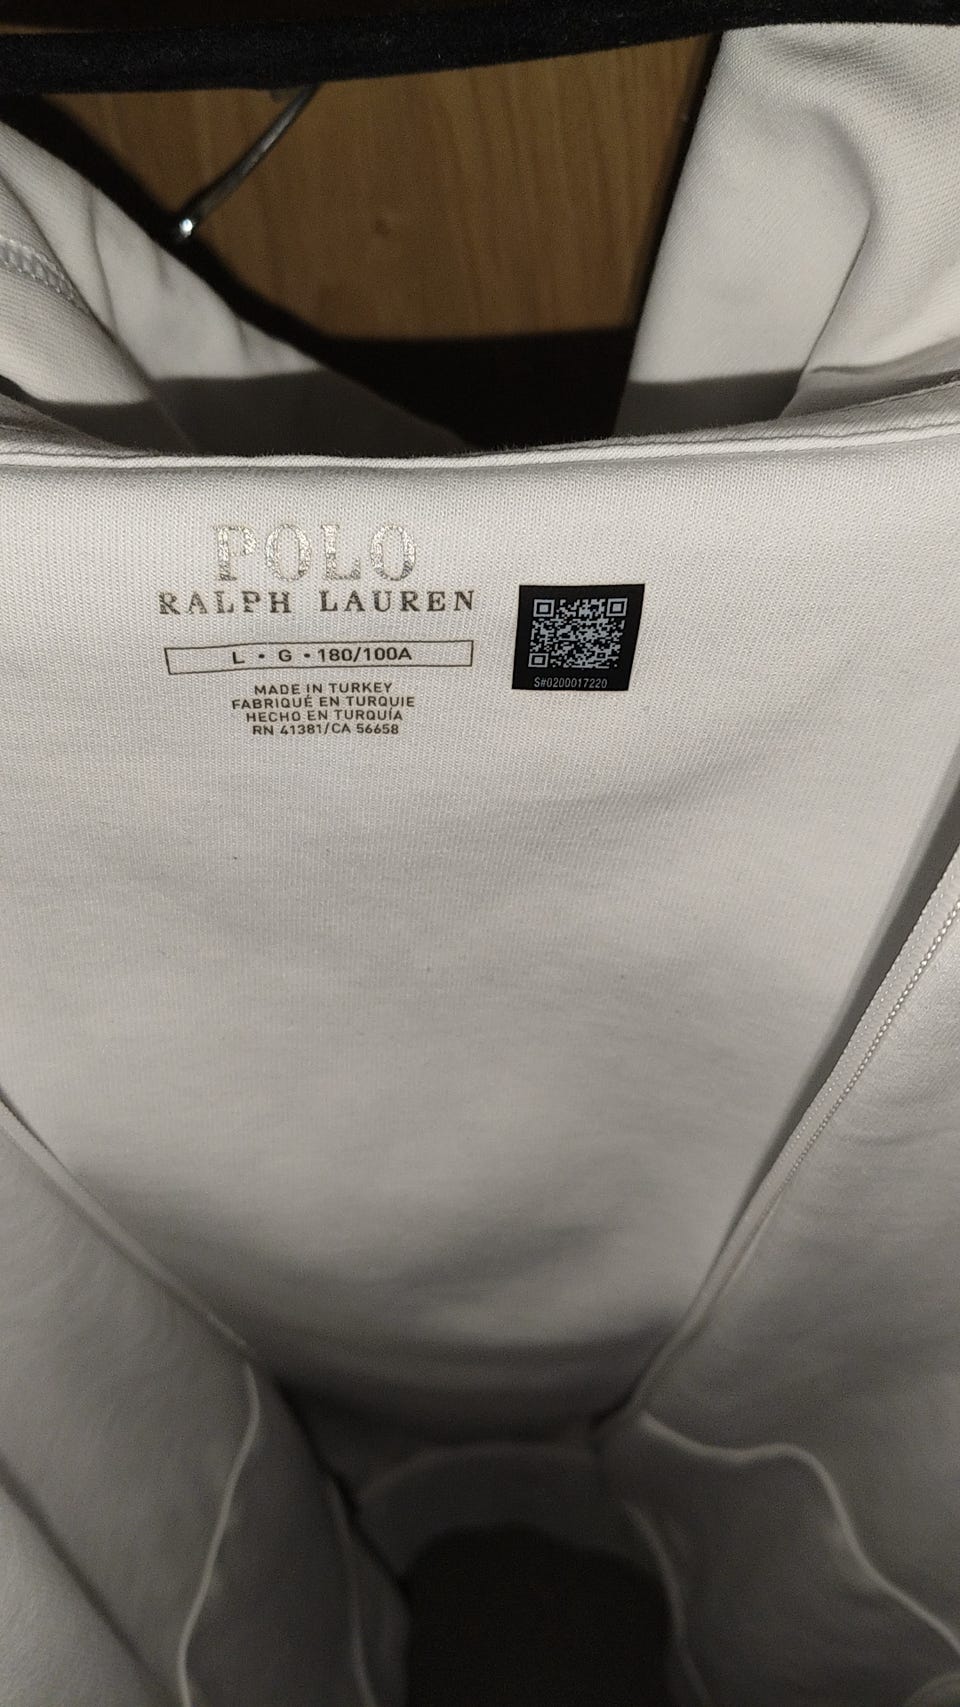 POLO
RALPH LAUREN
L • G • 180/100A
MADE IN TURKEY
FABRIQUÉ EN TURQUIE
HECHO EN TURQUÍA
RN 41381/CA 56658
S#0200017220